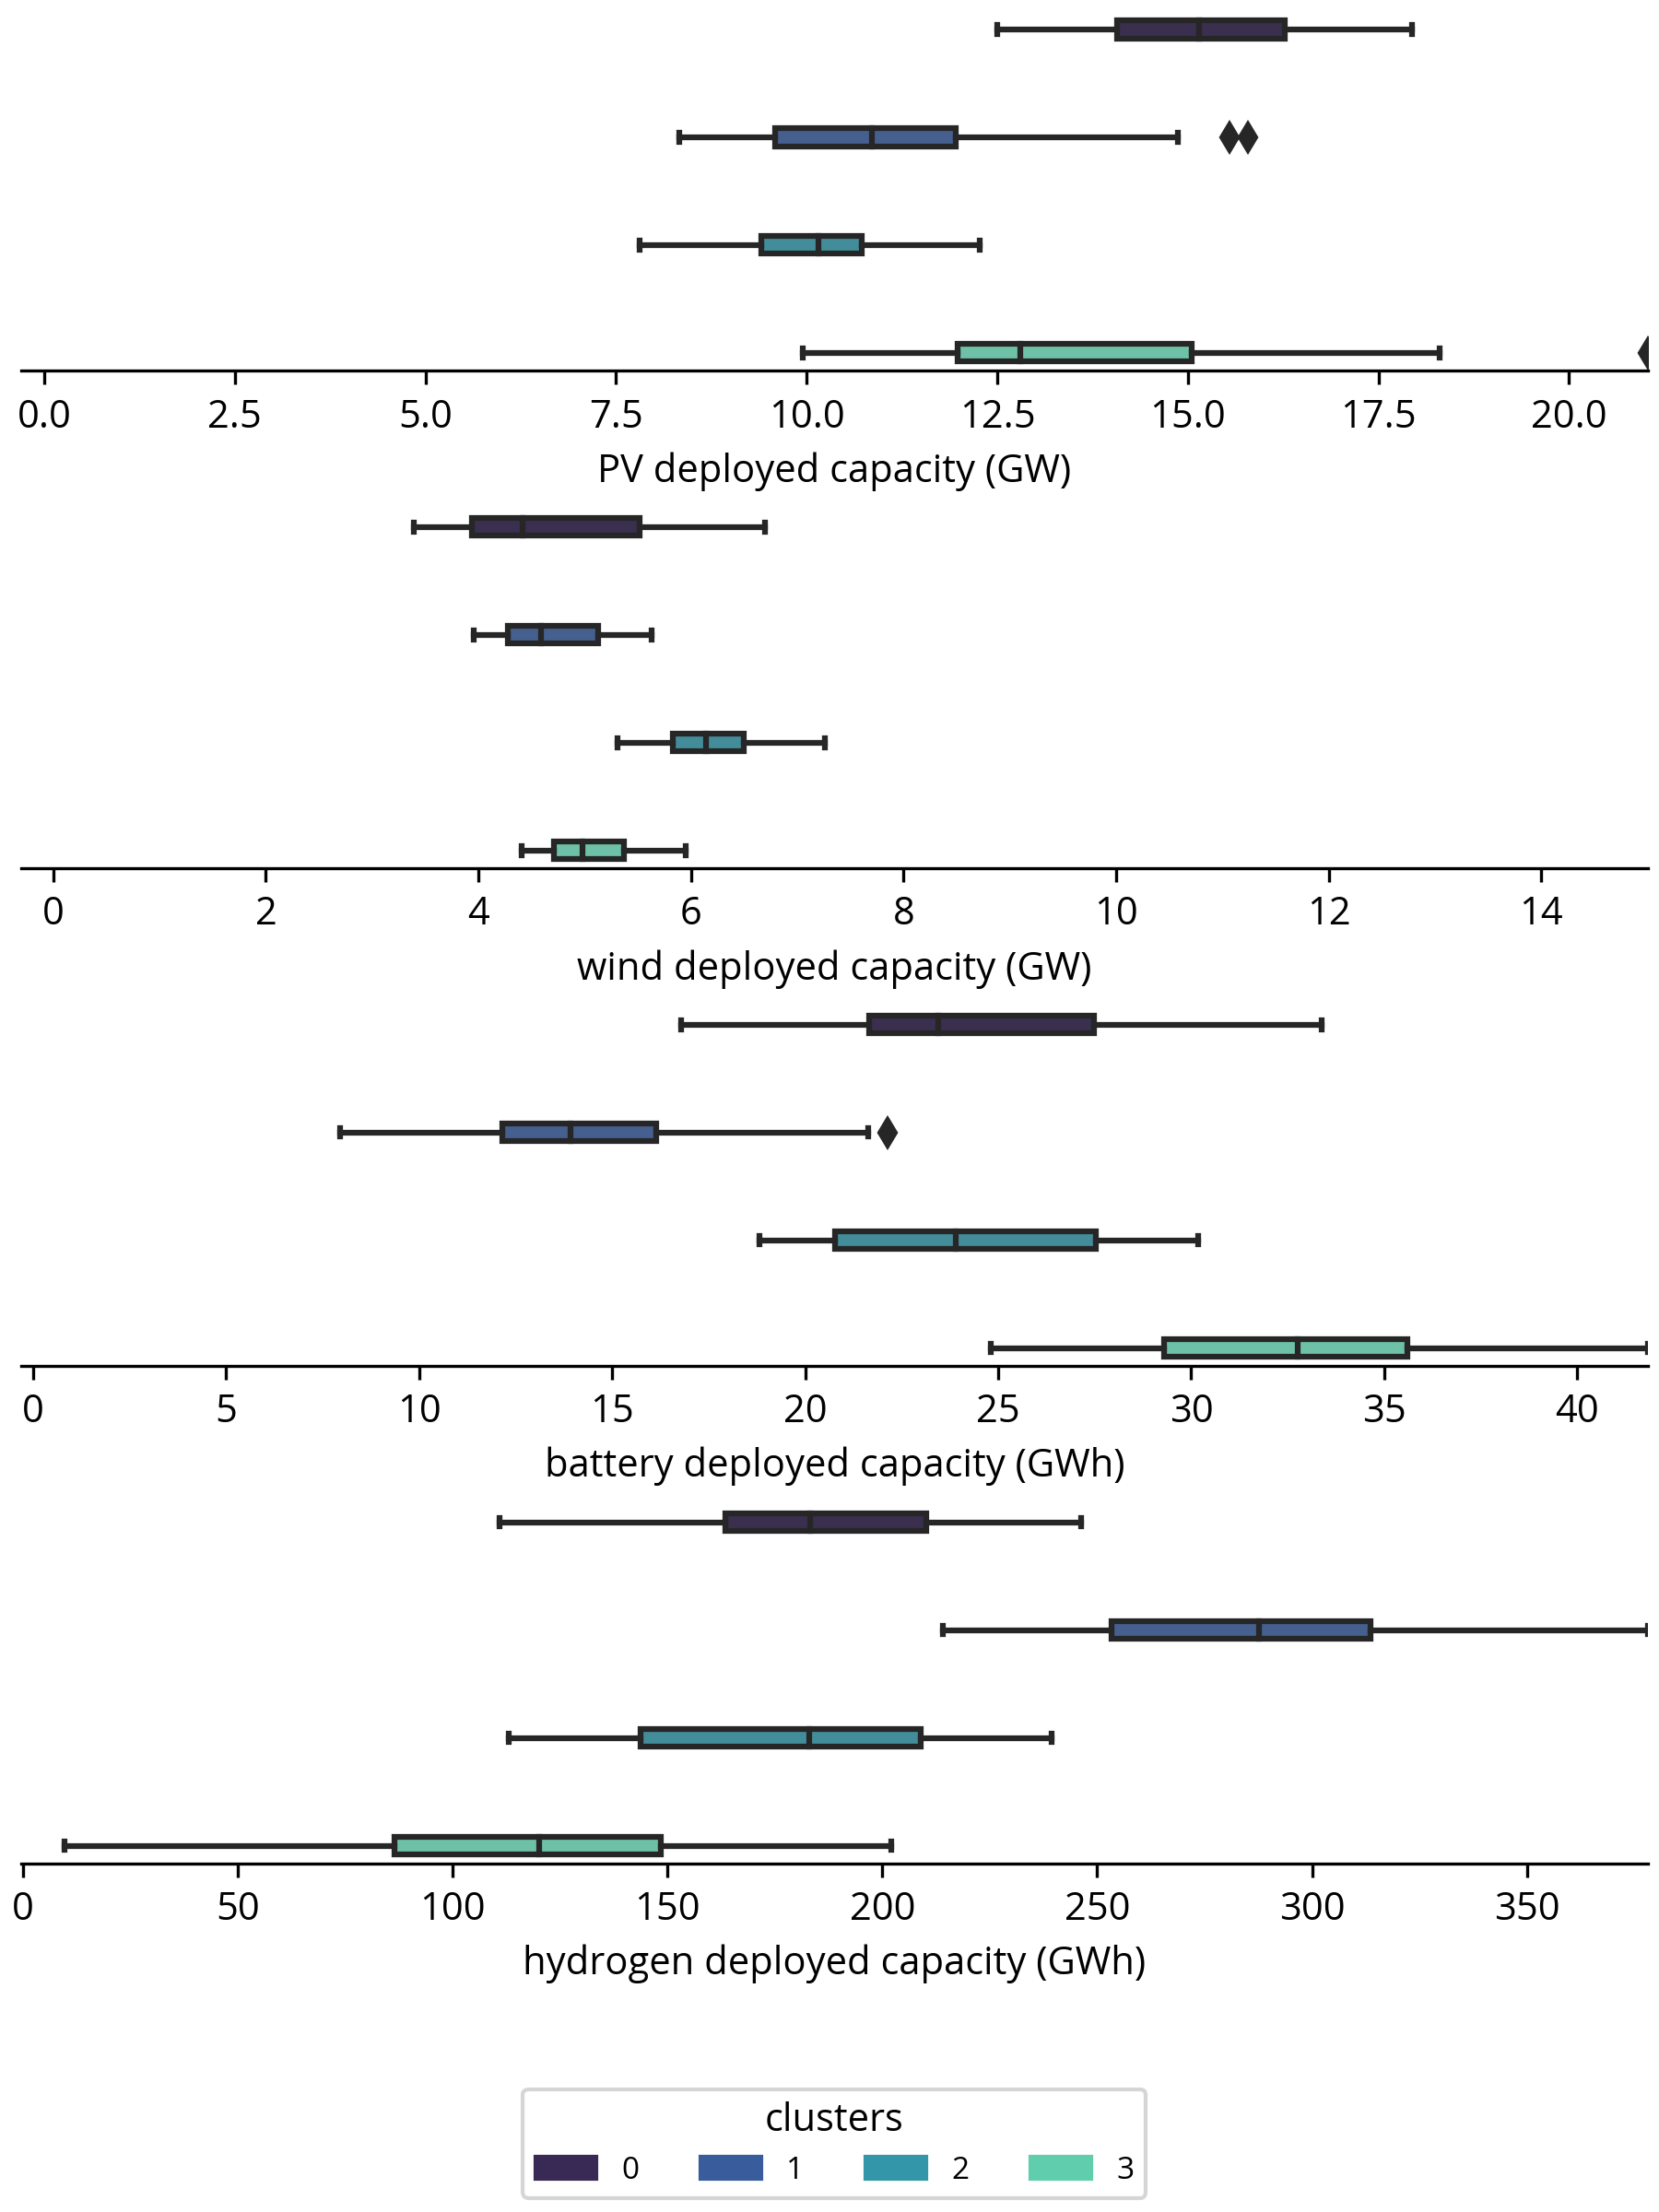 0.0 2.5 5.0 7.5 10.0 12.5 15.0 17.5 20.0
PV deployed capacity (GW)
0 2 4 6 8 10 12 14
wind deployed capacity (GW)
0 5 10 15 20 25 30 35 40
battery deployed capacity (GWh)
0 50 100 150 200 250 300 350
hydrogen deployed capacity (GWh)
clusters
0 1 2 3